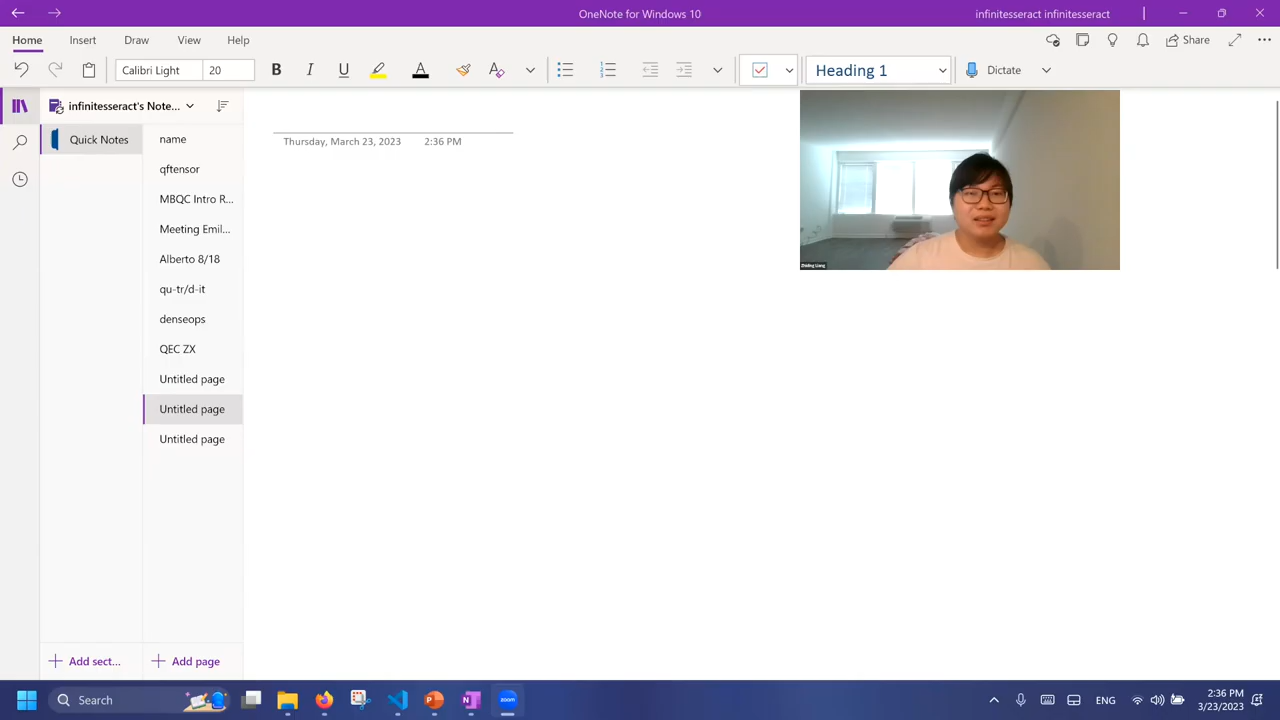 OneNote for Windows 10
infinitesseract infinitesseract
Home
Insert
Draw
View
Help
Share
Calibri Light
20
B
I
U
A
Heading 1
Dictate
infinitesseract's Note...
Quick Notes
name
qftensor
MBQC Intro R...
Meeting Emil...
Alberto 8/18
qu-tr/d-it
denseops
QEC ZX
Untitled page
Untitled page
Untitled page
Add sect...
Add page
Thursday, March 23, 2023
2:36 PM
Zhiding Liang
Search
zoom
ENG
2:36 PM
3/23/2023